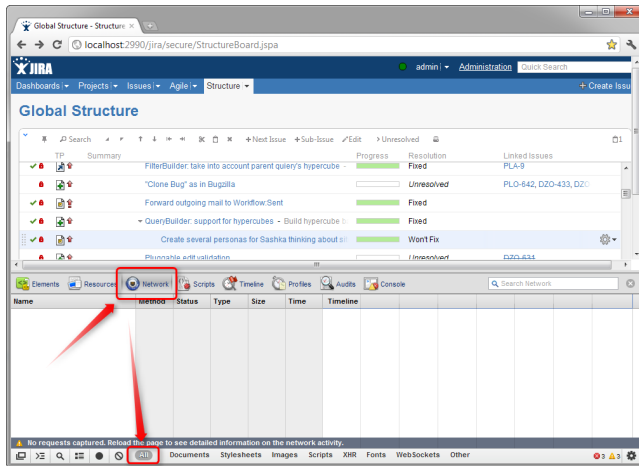 Global Structure - Structure
localhost:2990/jira/secure/StructureBoard.jspa
JIRA
admin Administration Quick Search
Dashboards Projects Issues Agile Structure + Create Issu
Global Structure
Search +Next Issue +Sub-Issue Edit >Unresolved 1
TP Summary Progress Resolution Linked Issues
FilterBuilder: take into account parent quiery's hypercube - Fixed PLA-9
"Clone Bug" as in Bugzilla Unresolved PLO-642, DZO-433, DZO
Forward outgoing mail to Workflow:Sent Fixed
QueryBuilder: support for hypercubes - Build hypercube Fixed
Create several personas for Sashka thinking about Won't Fix
Pluggable edit validation Unresolved DZO-631
Elements Resources Network Scripts Timeline Profiles Audits Console Search Network
Name Method Status Type Size Time Timeline
No requests captured. Reload the page to see detailed information on the network activity.
All Documents Stylesheets Images Scripts XHR Fonts WebSockets Other 3 3